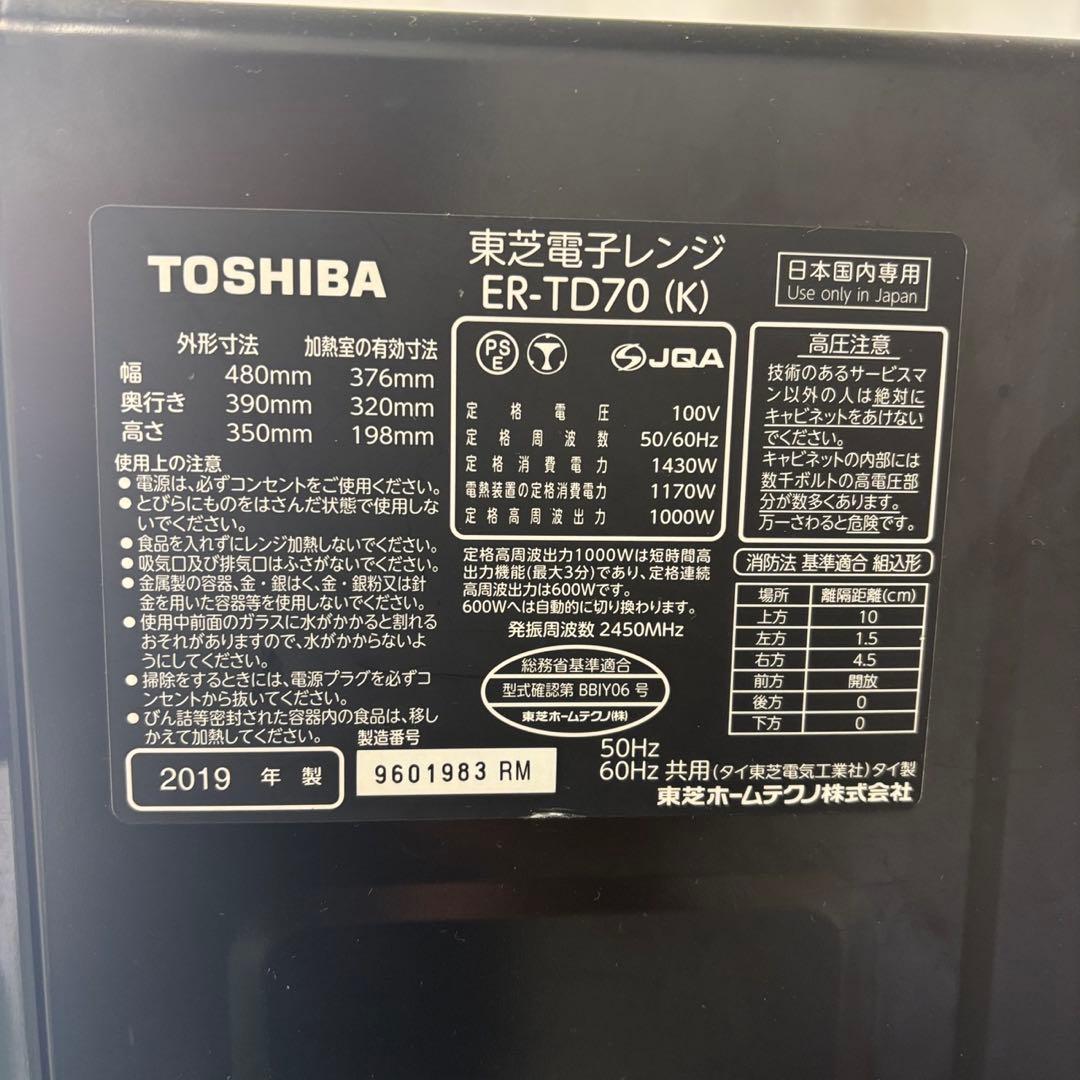 TOSHIBA
東芝電子レンジ
ER-TD70 (K)
日本国内専用
Use only in Japan
外形寸法 加熱室の有効寸法
幅 480mm 376mm
奥行き 390mm 320mm
高さ 350mm 198mm
使用上の注意
●電源は、必ずコンセントをご使用ください。
●とびらにものをはさんだ状態で使用しな
いでください。
●食品を入れずにレンジ加熱しないでください。
●吸気口及び排気口はふさがないでください。
●金属製の容器、金・銀はく、金・銀粉又は針
金を用いた容器等を使用しないでください。
●使用中前面のガラスに水がかかると割れる
おそれがありますので、水がかからないよ
うにしてください。
●掃除をするときには、電源プラグを必ずコ
ンセントから抜いてください。
●びん詰等密封された容器内の食品は、移し
かえて加熱してください。
2019 年 製
製造番号
9601983 RM
PS
E
JQA
定格電圧 100V
定格周波数 50/60Hz
定格消費電力 1430W
電熱装置の定格消費電力 1170W
定格高周波出力 1000W
定格高周波出力1000Wは短時間高
出力機能(最大3分)であり、定格連続
高周波出力は600Wです。
600Wへは自動的に切り換わります。
発振周波数 2450MHz
総務省基準適合
型式確認第 BBIY06 号
東芝ホームテクノ(株)
高圧注意
技術のあるサービスマ
ン以外の人は絶対に
キャビネットをあけない
でください。
キャビネットの内部には
数千ボルトの高電圧部
分が数多くあります。
万一さわると危険です。
消防法 基準適合 組込形
場所 離隔距離(cm)
上方 10
左方 1.5
右方 4.5
前方 開放
後方 0
下方 0
50Hz
60Hz 共用(タイ東芝電気工業社)タイ製
東芝ホームテクノ株式会社